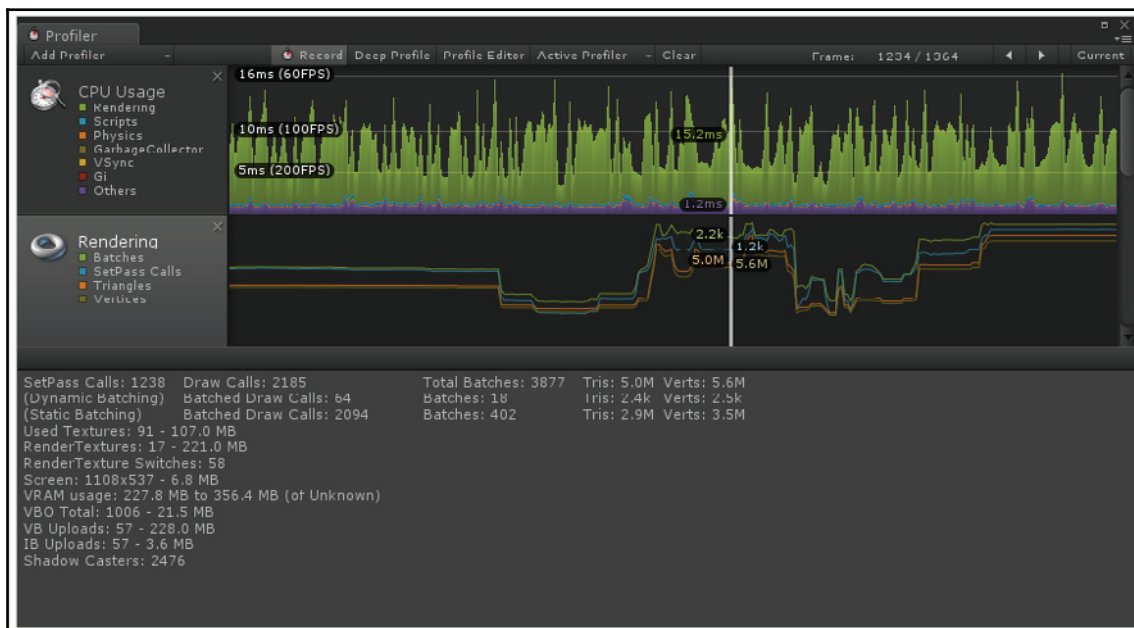 Profiler
Add Profiler Record Deep Profile Profile Editor Active Profiler Clear Frame: 1234 / 1364 Current
CPU Usage
Rendering
Scripts
Physics
GarbageCollector
VSync
Gi
Others
16ms (60FPS)
10ms (100FPS)
5ms (200FPS)
15.2ms
1.2ms
Rendering
Batches
SetPass Calls
Triangles
Vertices
2.2k
1.2k
5.0M 5.6M
SetPass Calls: 1238 Draw Calls: 2185 Total Batches: 3877 Tris: 5.0M Verts: 5.6M
(Dynamic Batching) Batched Draw Calls: 64 Batches: 18 Tris: 2.4k Verts: 2.5k
(Static Batching) Batched Draw Calls: 2094 Batches: 402 Tris: 2.9M Verts: 3.5M
Used Textures: 91 - 107.0 MB
RenderTextures: 17 - 221.0 MB
RenderTexture Switches: 58
Screen: 1108x537 - 6.8 MB
VRAM usage: 227.8 MB to 356.4 MB (of Unknown)
VBO Total: 1006 - 21.5 MB
VB Uploads: 57 - 228.0 MB
IB Uploads: 57 - 3.6 MB
Shadow Casters: 2476